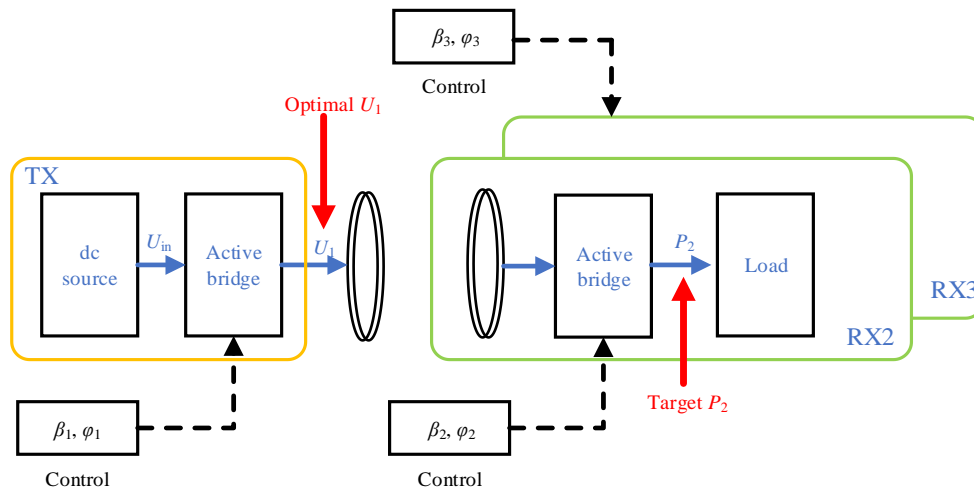 β3, φ3
Control
Optimal U1
TX
dc
source
Uin
Active
bridge
U1
Active
bridge
P2
Load
RX3
RX2
Target P2
β1, φ1
Control
β2, φ2
Control